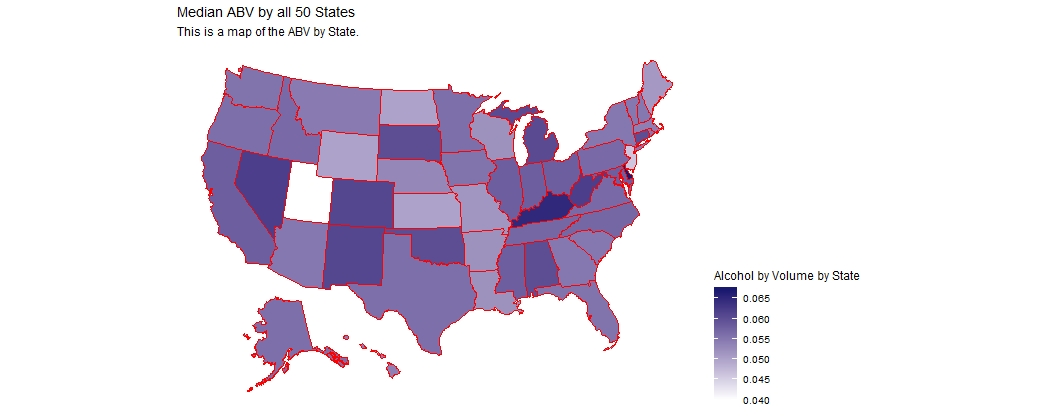 Median ABV by all 50 States
This is a map of the ABV by State.
Alcohol by Volume by State
0.065
0.060
0.055
0.050
0.045
0.040